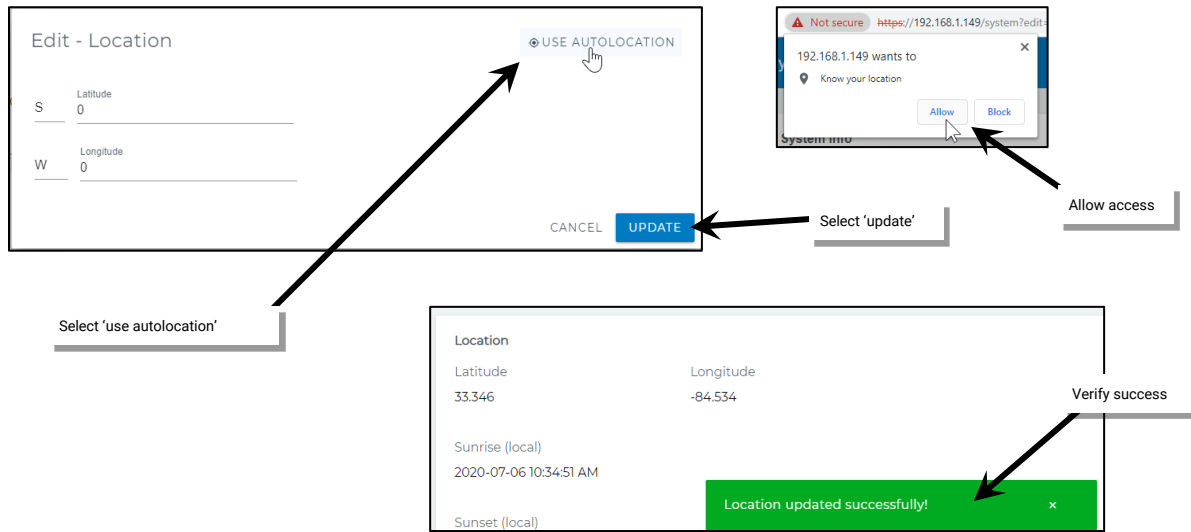 Edit - Location
USE AUTOLOCATION
S
Latitude
0
W
Longitude
0
CANCEL UPDATE
Not secure https://192.168.1.149/system?edit=
192.168.1.149 wants to
×
Know your location
Allow Block
System Info
Allow access
Select ‘update’
Select ‘use autolocation’
Location
Latitude Longitude
33.346 -84.534
Verify success
Sunrise (local)
2020-07-06 10:34:51 AM
Location updated successfully! ×
Sunset (local)